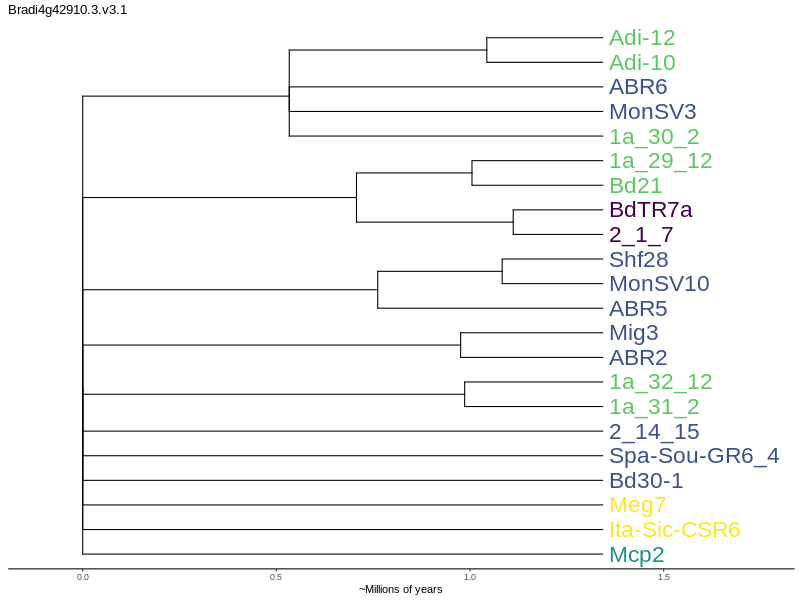 Bradi4g42910.3.v3.1
Adi-12
Adi-10
ABR6
MonSV3
1a_30_2
1a_29_12
Bd21
BdTR7a
2_1_7
Shf28
MonSV10
ABR5
Mig3
ABR2
1a_32_12
1a_31_2
2_14_15
Spa-Sou-GR6_4
Bd30-1
Meg7
Ita-Sic-CSR6
Mcp2
0.0 0.5 1.0 1.5
~Millions of years